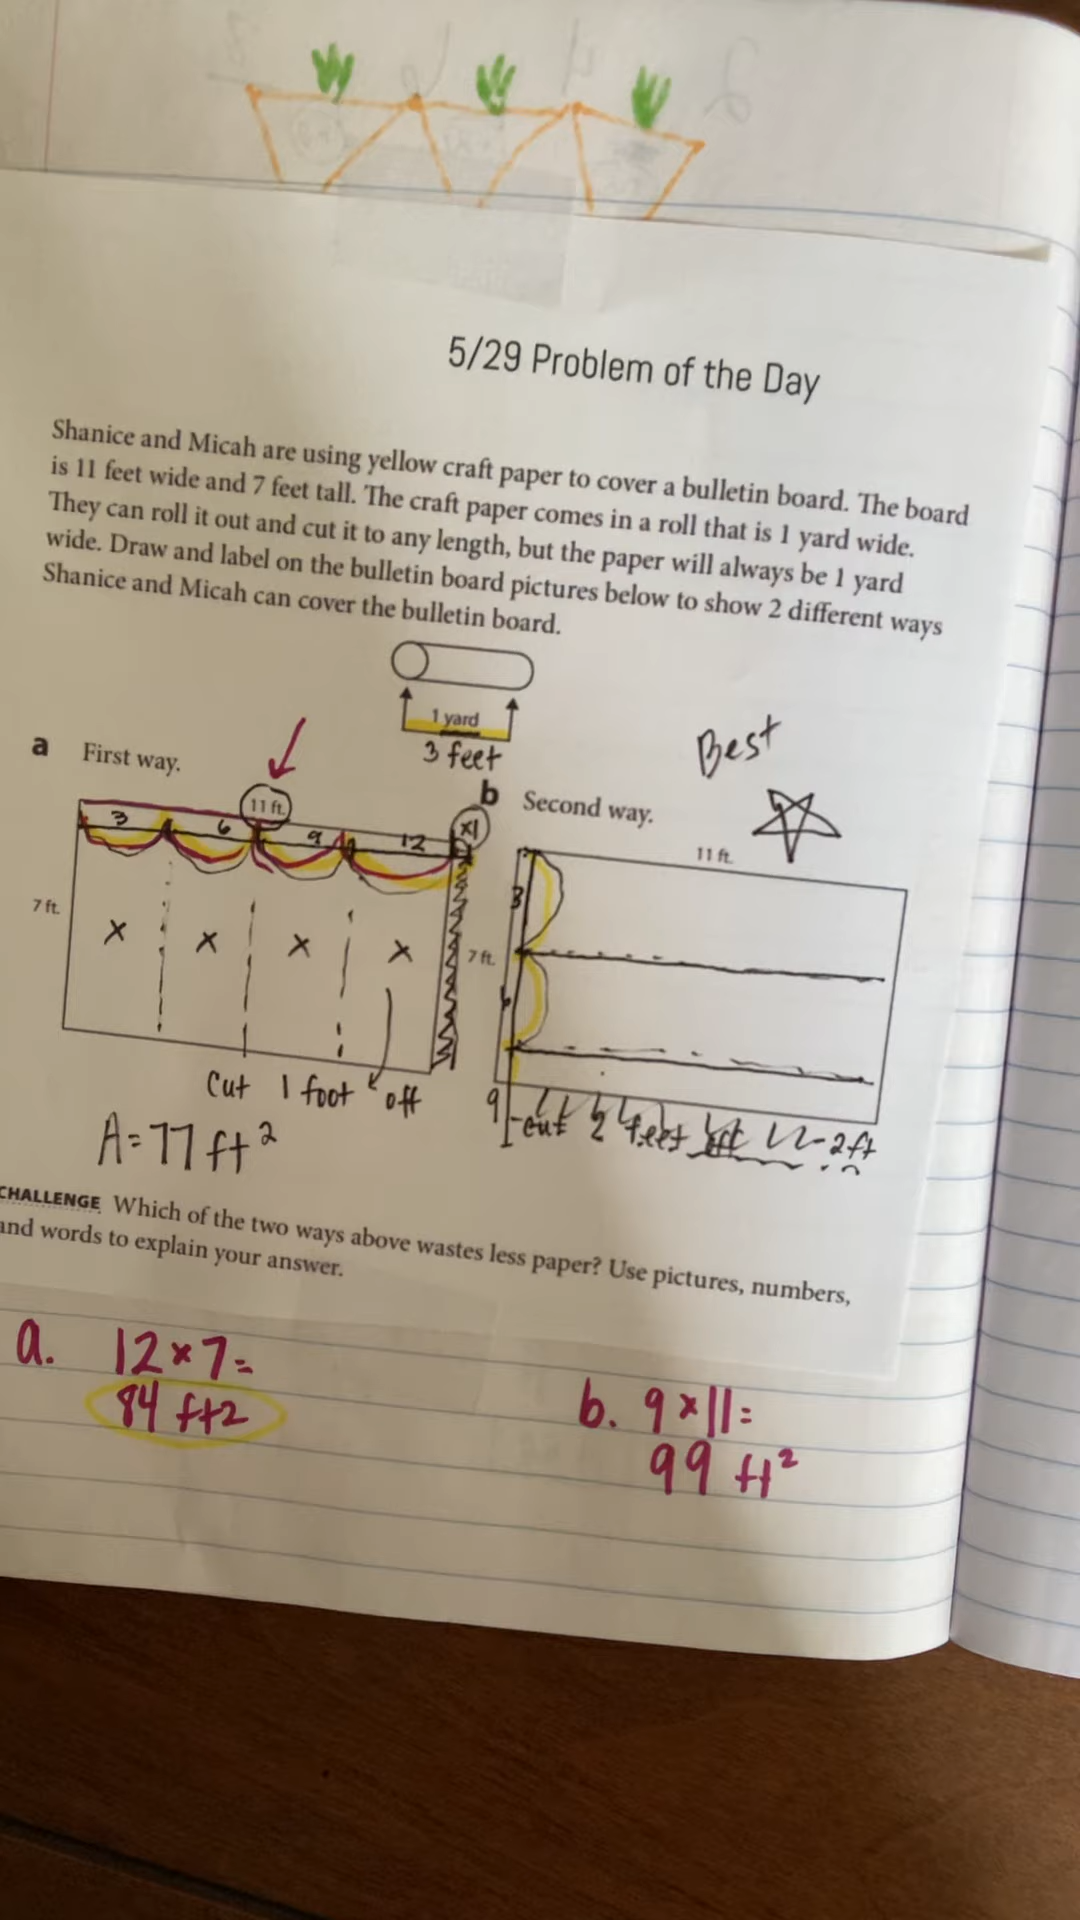 5/29 Problem of the Day
Shanice and Micah are using yellow craft paper to cover a bulletin board. The board
is 11 feet wide and 7 feet tall. The craft paper comes in a roll that is 1 yard wide.
They can roll it out and cut it to any length, but the paper will always be 1 yard
wide. Draw and label on the bulletin board pictures below to show 2 different ways
Shanice and Micah can cover the bulletin board.
1 yard
3 feet
Best
a First way.
b Second way.
11 ft.
3 6 9 12 x1
7 ft.
x x x x
Cut 1 foot off
A=77 ft²
11 ft.
3
7 ft.
9
cut 2 feet
-2ft
CHALLENGE Which of the two ways above wastes less paper? Use pictures, numbers,
and words to explain your answer.
a. 12×7=
84 ft2
b. 9×11=
99 ft²